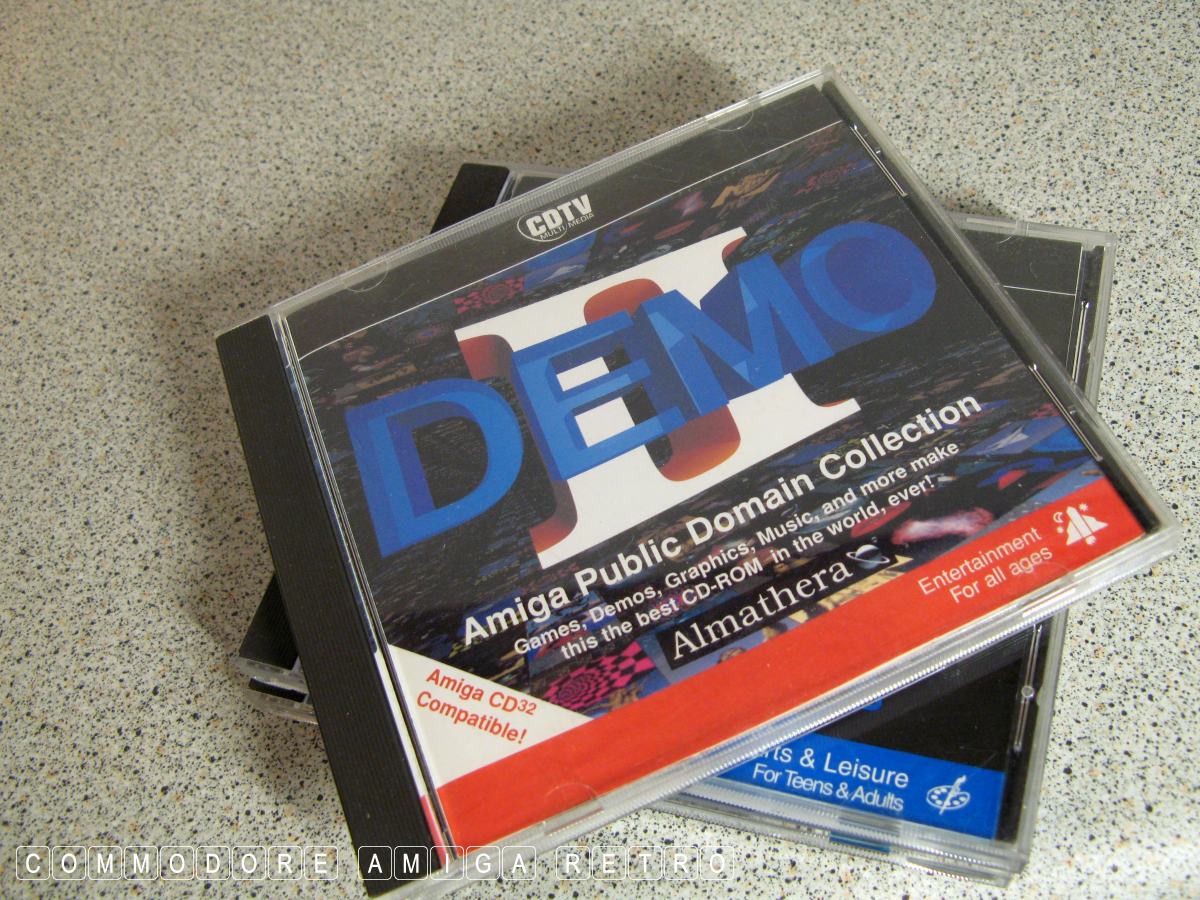 CDTV
MULTI MEDIA
II
DEMO
Amiga Public Domain Collection
Games, Demos, Graphics, Music, and more make
this the best CD-ROM in the world, ever!
Almathera
Entertainment
For all ages
Amiga CD32
Compatible!
rts & Leisure
For Teens & Adults
COMMODORE AMIGA RETRO